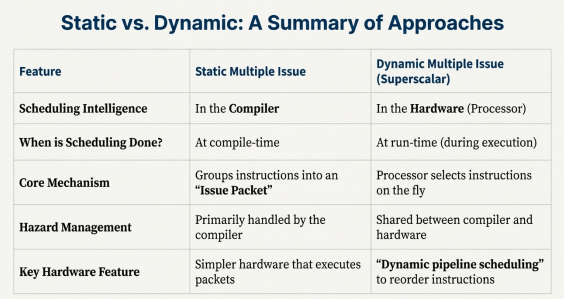 Static vs. Dynamic: A Summary of Approaches
Feature
Static Multiple Issue
Dynamic Multiple Issue
(Superscalar)
Scheduling Intelligence
In the Compiler
In the Hardware (Processor)
When is Scheduling Done?
At compile-time
At run-time (during execution)
Core Mechanism
Groups instructions into an
“Issue Packet”
Processor selects instructions
on the fly
Hazard Management
Primarily handled by the
compiler
Shared between compiler and
hardware
Key Hardware Feature
Simpler hardware that executes
packets
“Dynamic pipeline scheduling”
to reorder instructions